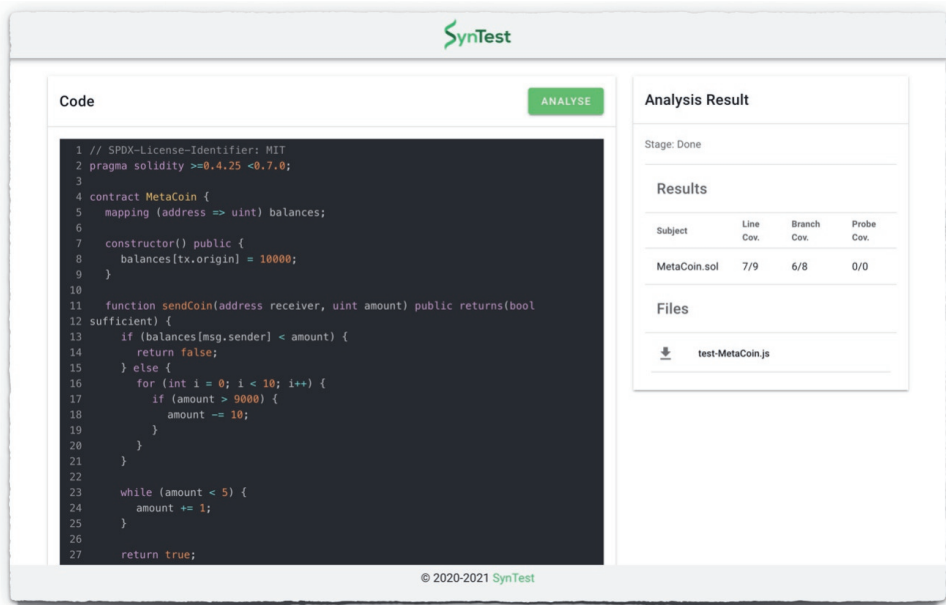 SynTest
Code
ANALYSE
1 // SPDX-License-Identifier: MIT
2 pragma solidity >=0.4.25 <0.7.0;
3
4 contract MetaCoin {
5 mapping (address => uint) balances;
6
7 constructor() public {
8 balances[tx.origin] = 10000;
9 }
10
11 function sendCoin(address receiver, uint amount) public returns(bool
12 sufficient) {
13 if (balances[msg.sender] < amount) {
14 return false;
15 } else {
16 for (int i = 0; i < 10; i++) {
17 if (amount > 9000) {
18 amount -= 10;
19 }
20 }
21 }
22
23 while (amount < 5) {
24 amount += 1;
25 }
26
27 return true;
Analysis Result
Stage: Done
Results
Subject Line Cov. Branch Cov. Probe Cov.
MetaCoin.sol 7/9 6/8 0/0
Files
test-MetaCoin.js
© 2020-2021 SynTest